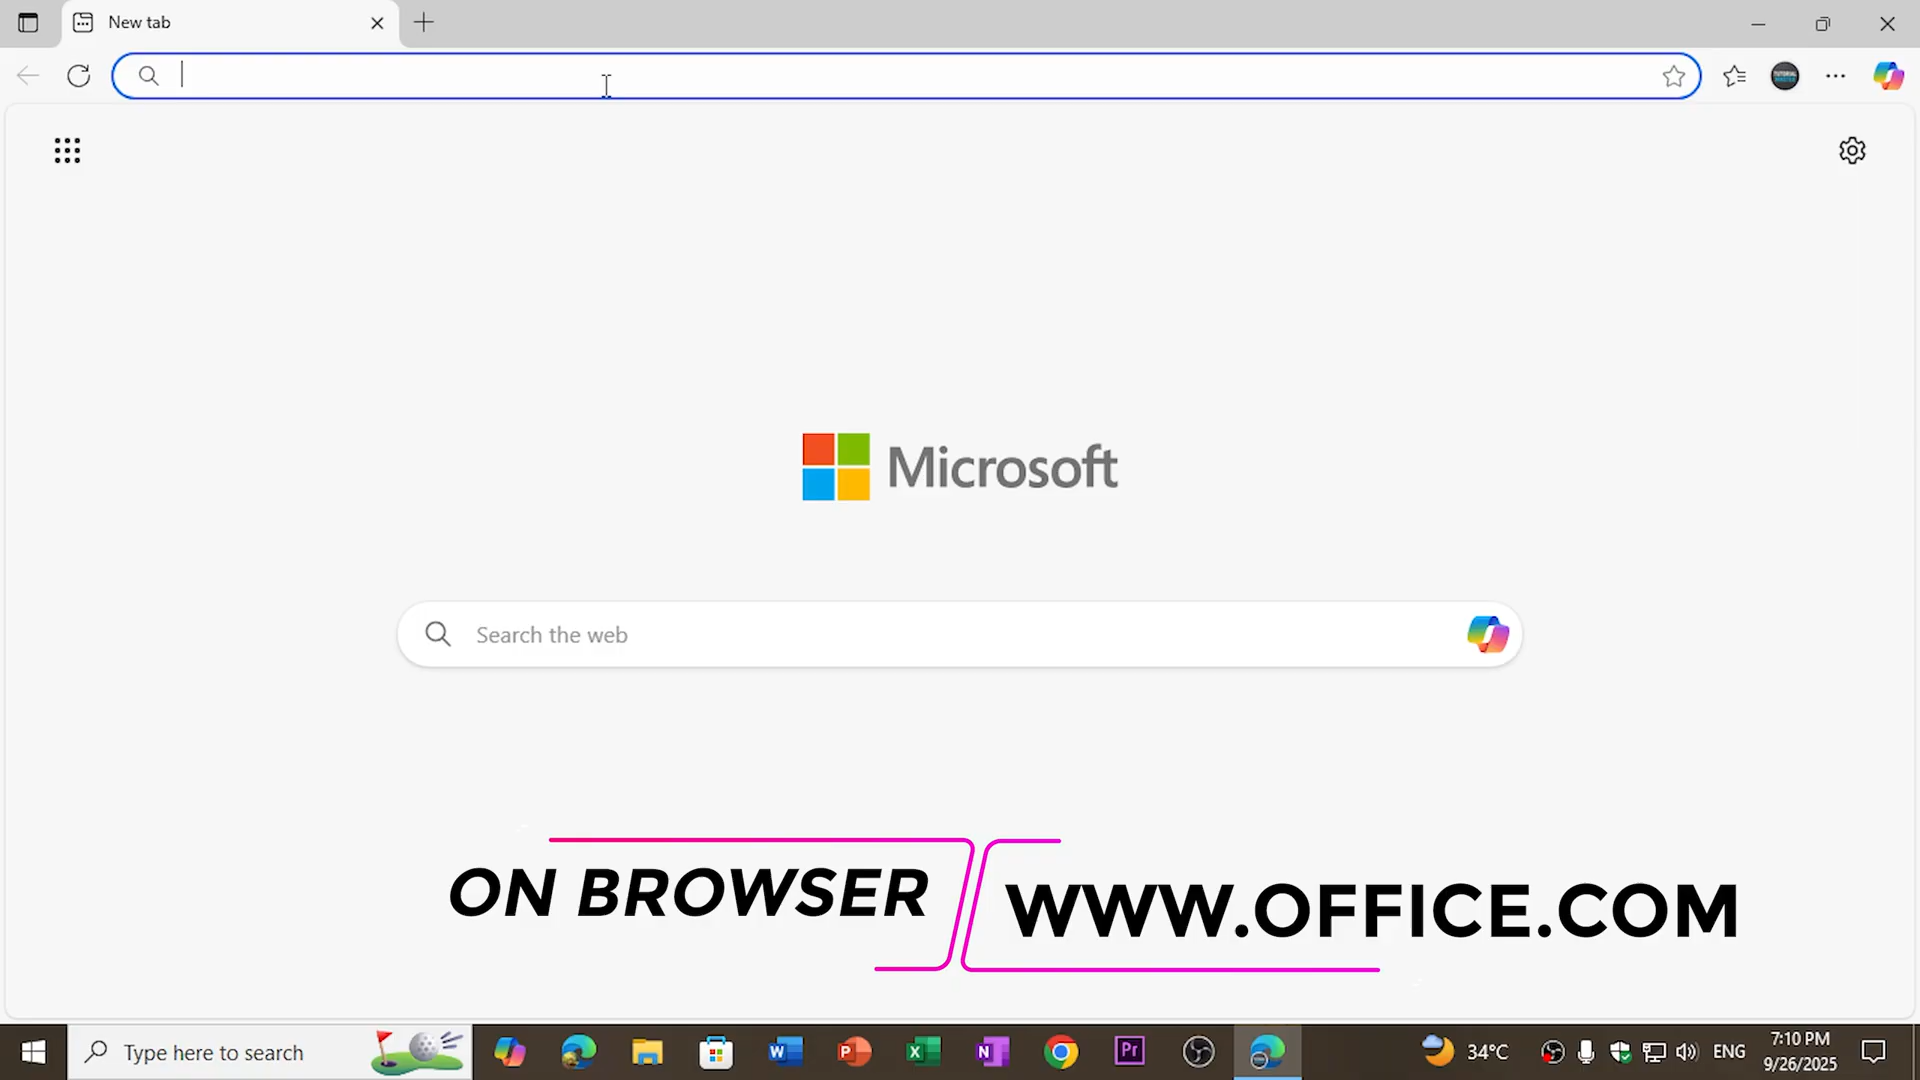 New tab
Microsoft
Search the web
ON BROWSER
WWW.OFFICE.COM
Type here to search
34°C
ENG
7:10 PM
9/26/2025